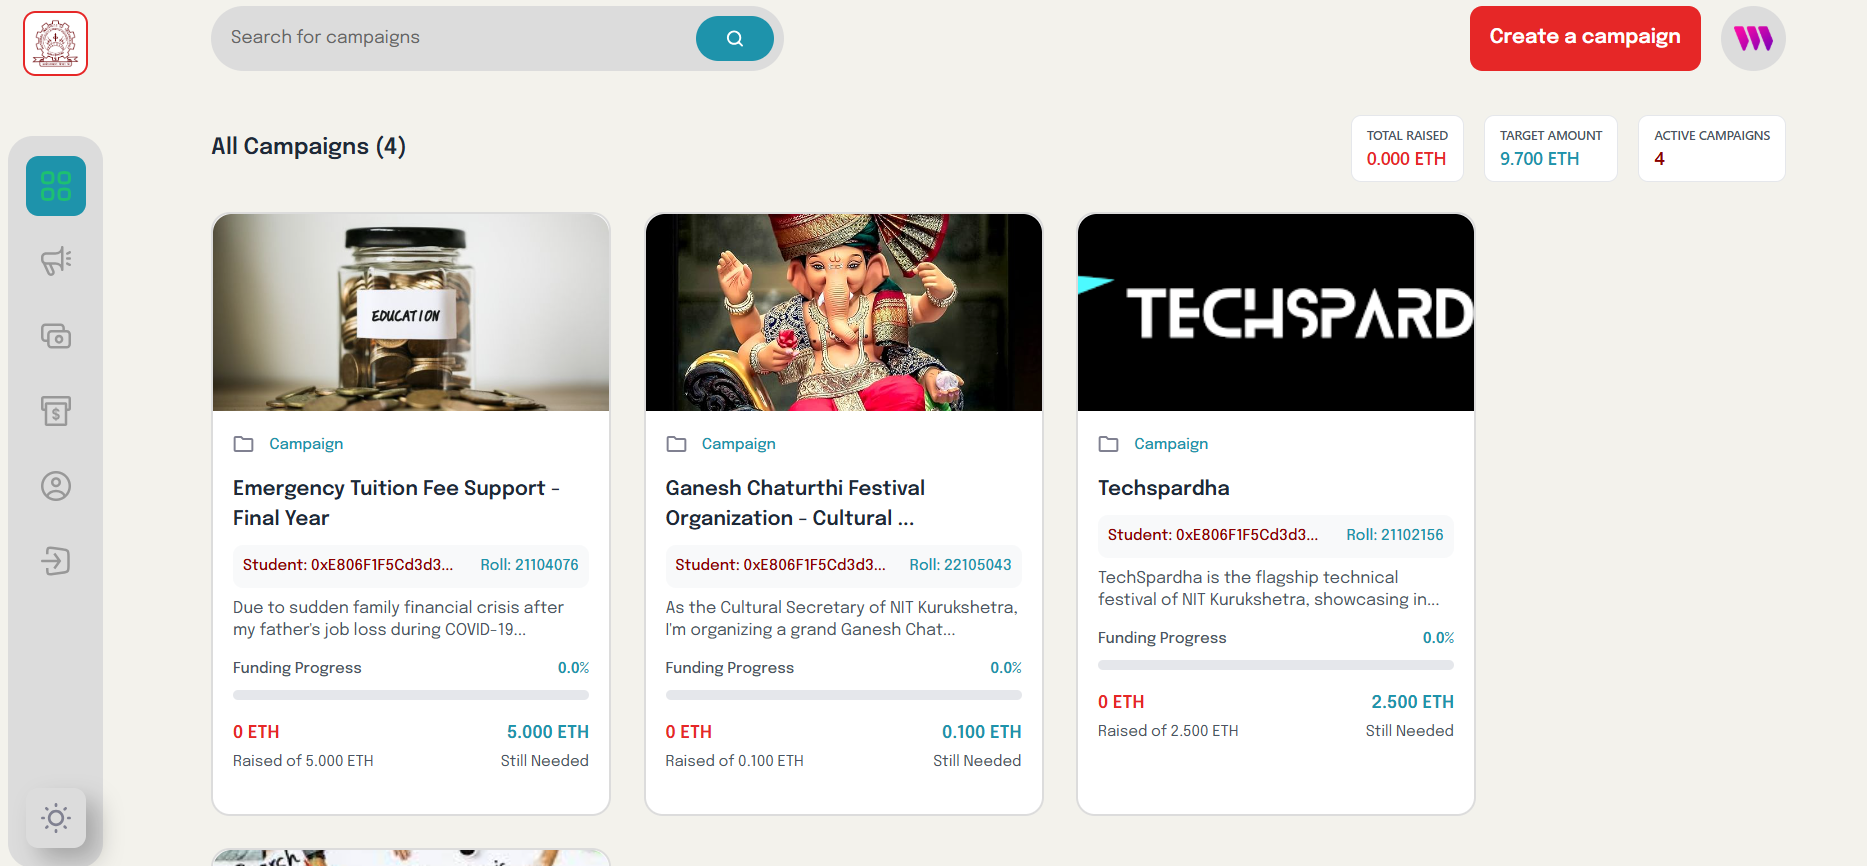 Search for campaigns
Create a campaign
All Campaigns (4)
TOTAL RAISED
0.000 ETH
TARGET AMOUNT
9.700 ETH
ACTIVE CAMPAIGNS
4
EDUCATION
Campaign
Emergency Tuition Fee Support -
Final Year
Student: 0xE806F1F5Cd3d3... Roll: 21104076
Due to sudden family financial crisis after
my father's job loss during COVID-19...
Funding Progress 0.0%
0 ETH 5.000 ETH
Raised of 5.000 ETH Still Needed
Campaign
Ganesh Chaturthi Festival
Organization - Cultural ...
Student: 0xE806F1F5Cd3d3... Roll: 22105043
As the Cultural Secretary of NIT Kurukshetra,
I'm organizing a grand Ganesh Chat...
Funding Progress 0.0%
0 ETH 0.100 ETH
Raised of 0.100 ETH Still Needed
TECHSPARD
Campaign
Techspardha
Student: 0xE806F1F5Cd3d3... Roll: 21102156
TechSpardha is the flagship technical
festival of NIT Kurukshetra, showcasing in...
Funding Progress 0.0%
0 ETH 2.500 ETH
Raised of 2.500 ETH Still Needed